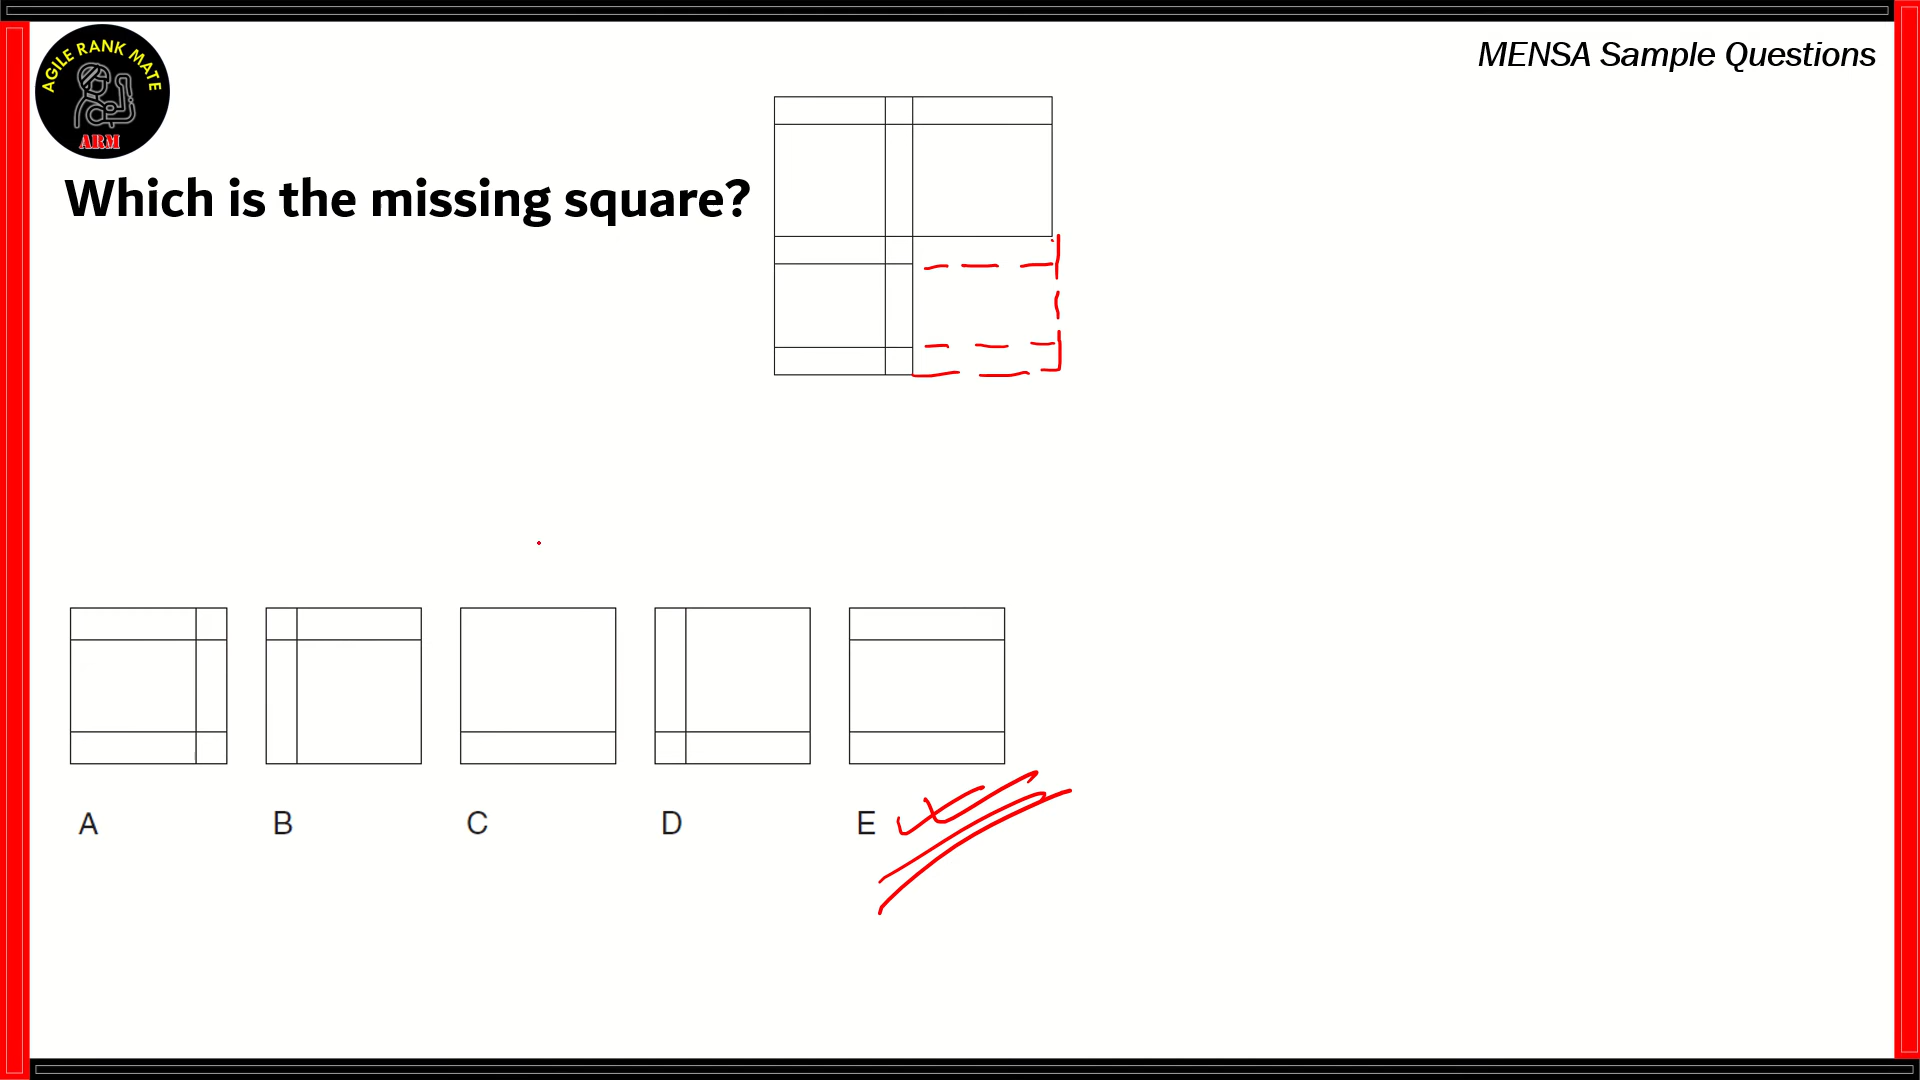 AGILE RANK MATE
ARM
MENSA Sample Questions
Which is the missing square?
A B C D E